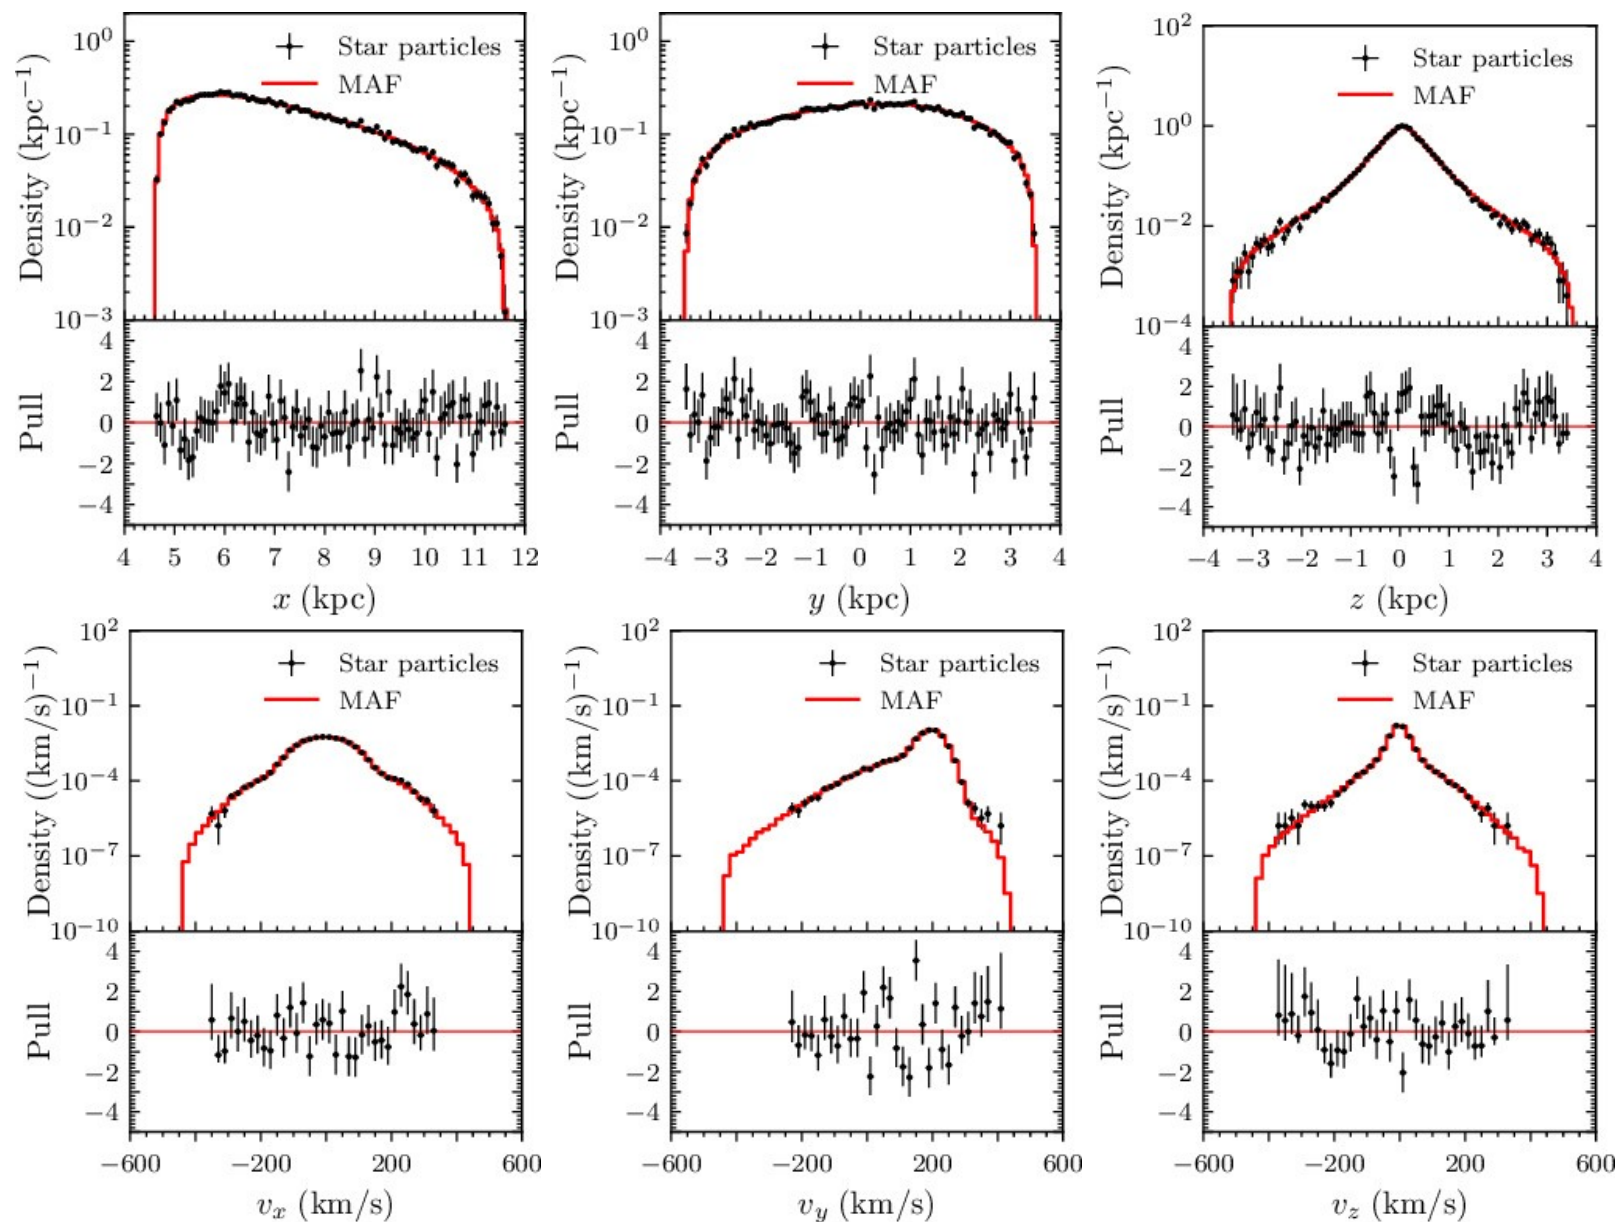 Density (kpc⁻¹)
10⁰
10⁻¹
10⁻²
10⁻³
Star particles
MAF
Pull
4
2
0
−2
−4
4 5 6 7 8 9 10 11 12
x (kpc)
Density (kpc⁻¹)
10⁰
10⁻¹
10⁻²
10⁻³
Star particles
MAF
Pull
4
2
0
−2
−4
−4 −3 −2 −1 0 1 2 3 4
y (kpc)
Density (kpc⁻¹)
10²
10⁰
10⁻²
10⁻⁴
Star particles
MAF
Pull
4
2
0
−2
−4
−4 −3 −2 −1 0 1 2 3 4
z (kpc)
Density ((km/s)⁻¹)
10²
10⁻¹
10⁻⁴
10⁻⁷
10⁻¹⁰
Star particles
MAF
Pull
4
2
0
−2
−4
−600 −200 200 600
vₓ (km/s)
Density ((km/s)⁻¹)
10²
10⁻¹
10⁻⁴
10⁻⁷
10⁻¹⁰
Star particles
MAF
Pull
4
2
0
−2
−4
−600 −200 200 600
v_y (km/s)
Density ((km/s)⁻¹)
10²
10⁻¹
10⁻⁴
10⁻⁷
10⁻¹⁰
Star particles
MAF
Pull
4
2
0
−2
−4
−600 −200 200 600
v_z (km/s)